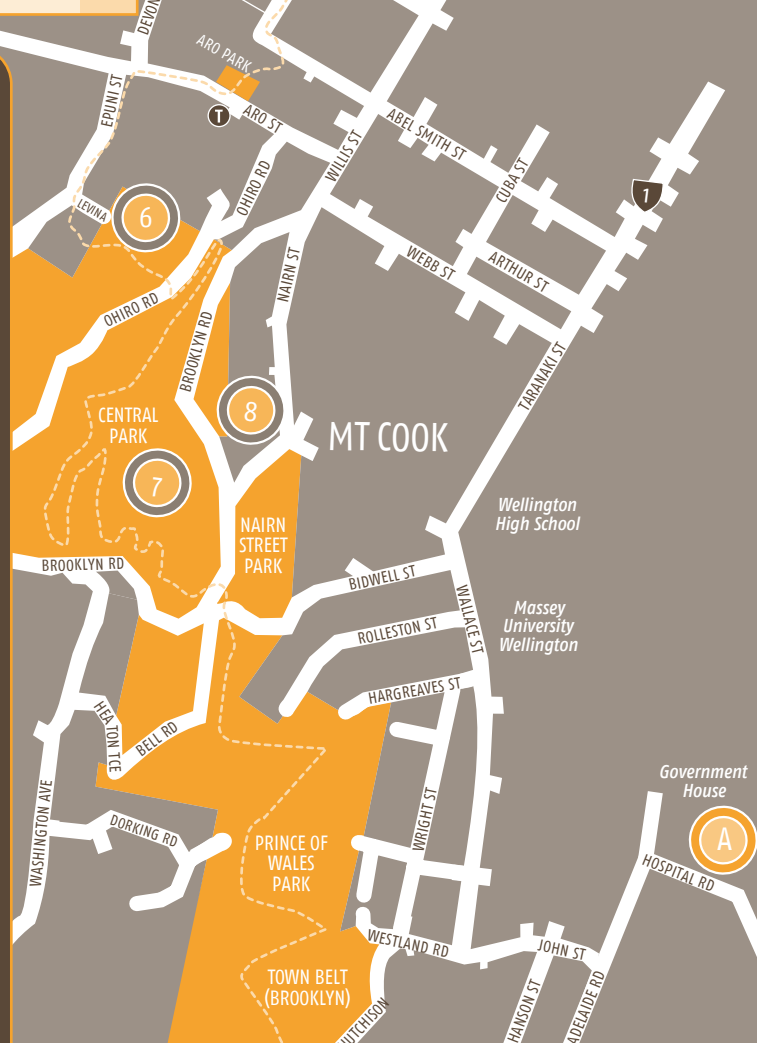 DEVON
ARO PARK
EPUNI ST
T
ARO ST
WILLIS ST
ABEL SMITH ST
CUBA ST
1
LEVINA
6
OHIRO RD
WEBB ST
ARTHUR ST
NAIRN ST
OHIRO RD
BROOKLYN RD
TARANAKI ST
CENTRAL
PARK
8
MT COOK
7
Wellington
High School
NAIRN
STREET
PARK
BROOKLYN RD
BIDWELL ST
WALLACE ST
Massey
University
Wellington
ROLLESTON ST
HARGREAVES ST
HEATON TCE
BELL RD
Government
House
A
WASHINGTON AVE
DORKING RD
WRIGHT ST
PRINCE OF
WALES
PARK
HOSPITAL RD
WESTLAND RD
JOHN ST
TOWN BELT
(BROOKLYN)
HUTCHISON
HANSON ST
ADELAIDE RD